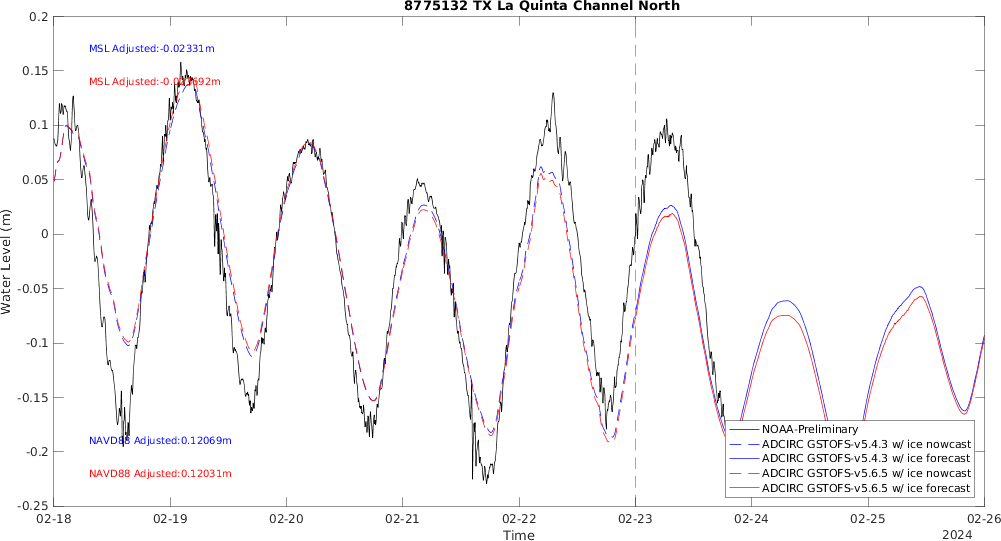 8775132 TX La Quinta Channel North
0.2
0.15
0.1
0.05
0
-0.05
-0.1
-0.15
-0.2
-0.25
Water Level (m)
MSL Adjusted:-0.02331m
MSL Adjusted:
NAVD88 Adjusted:0.12069m
NAVD88 Adjusted:0.12031m
NOAA-Preliminary
ADCIRC GSTOFS-v5.4.3 w/ ice nowcast
ADCIRC GSTOFS-v5.4.3 w/ ice forecast
ADCIRC GSTOFS-v5.6.5 w/ ice nowcast
ADCIRC GSTOFS-v5.6.5 w/ ice forecast
02-18 02-19 02-20 02-21 02-22 02-23 02-24 02-25 02-26
Time
2024